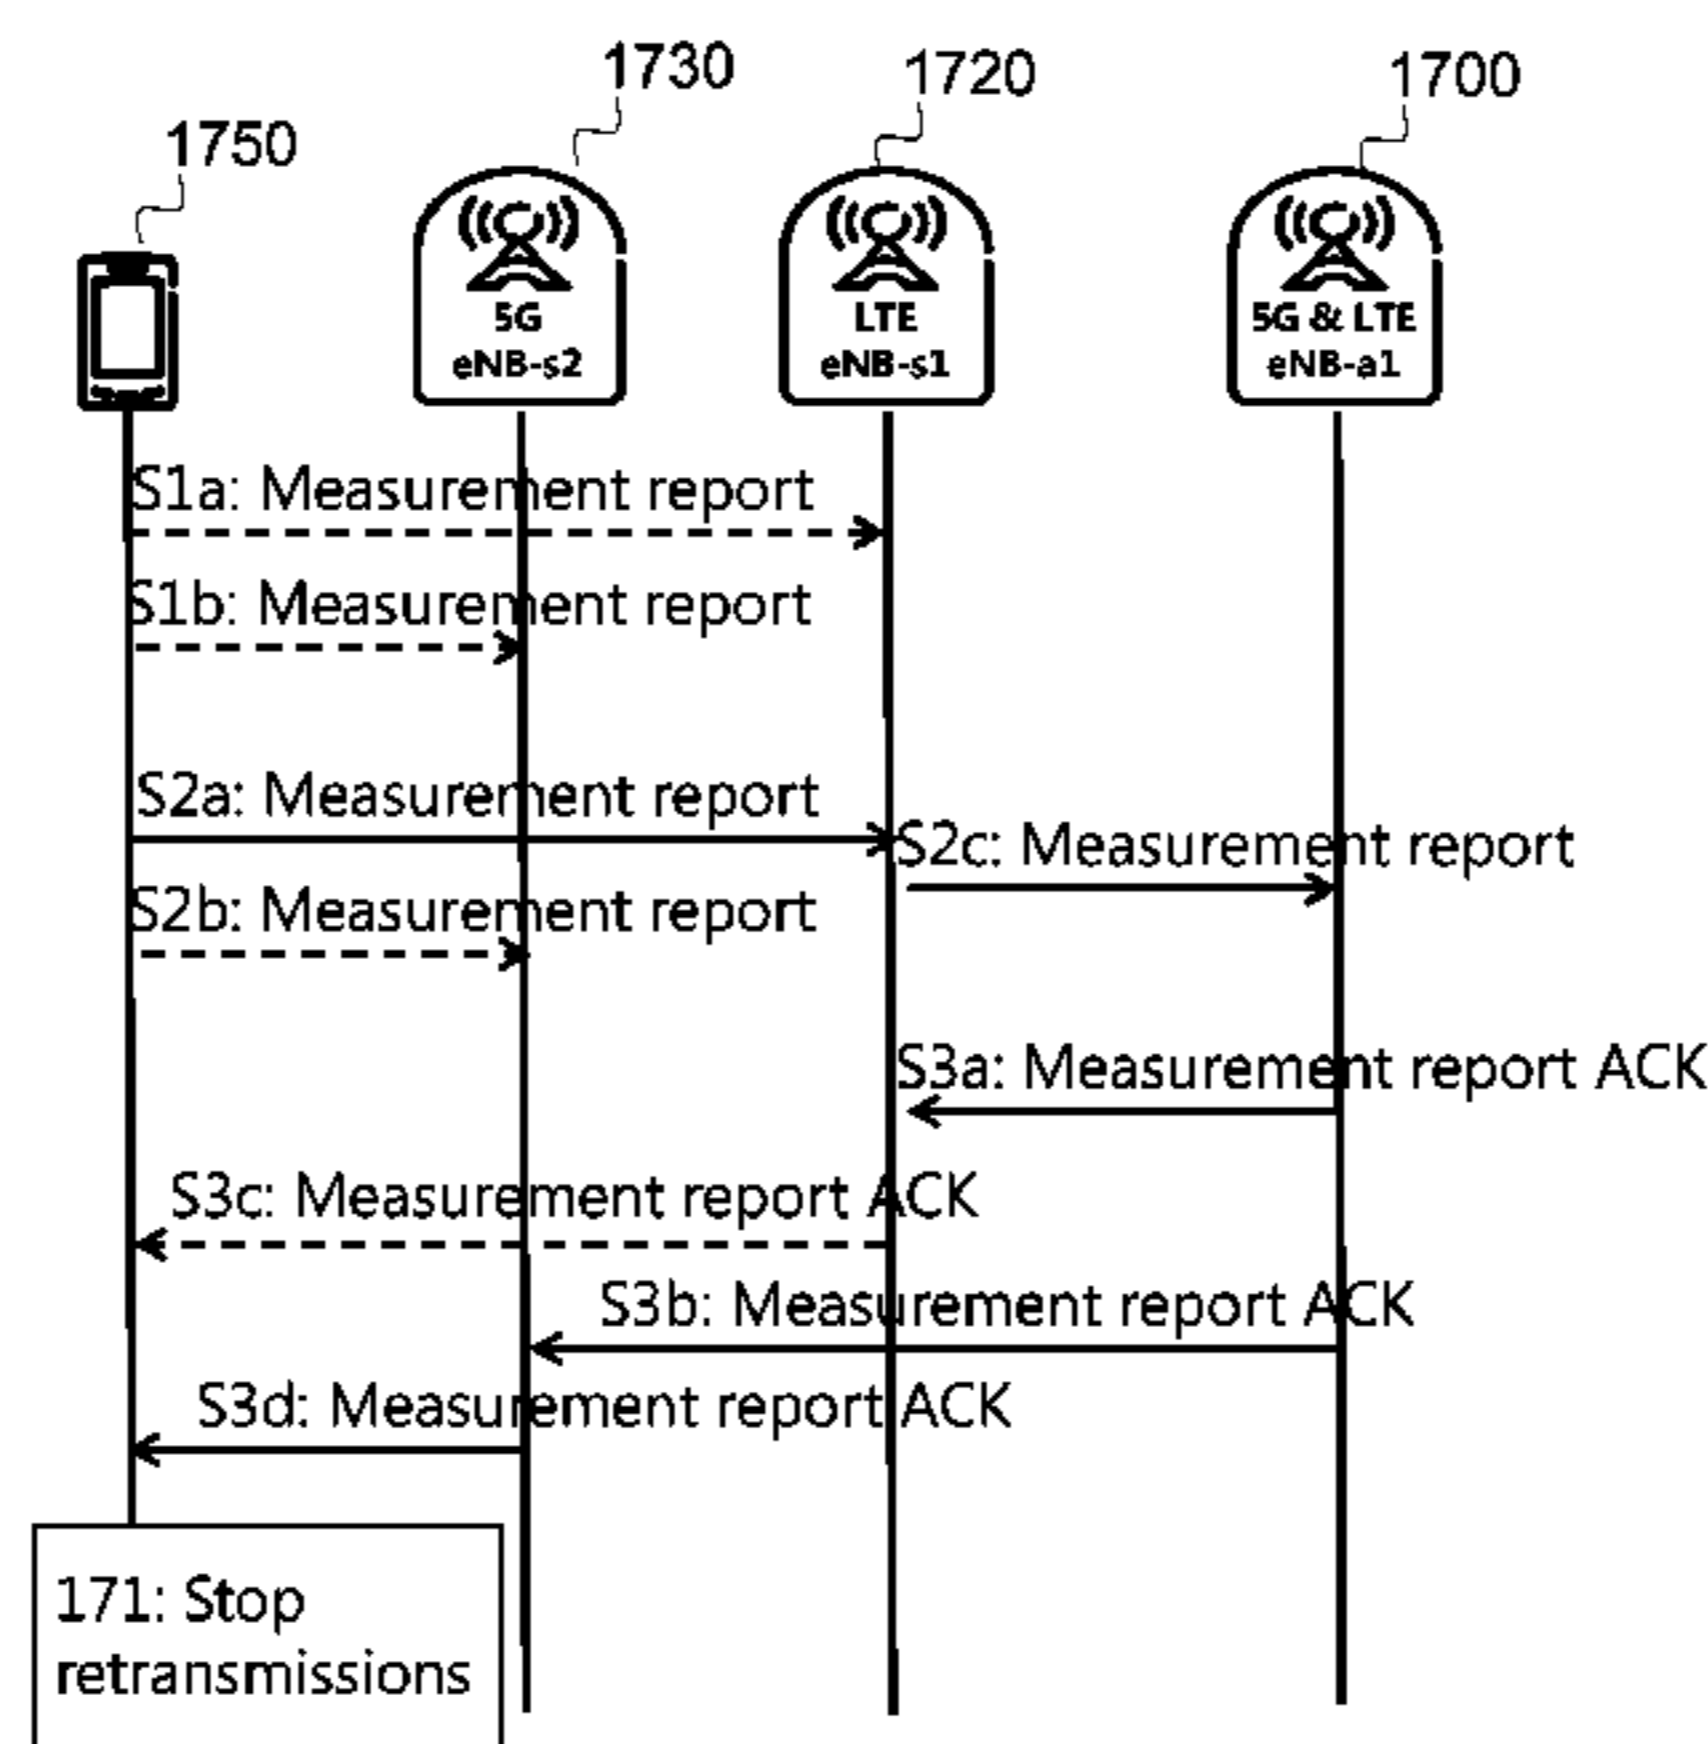 1730
1720
1700
1750
5G
eNB-s2
LTE
eNB-s1
5G & LTE
eNB-a1
S1a: Measurement report
S1b: Measurement report
S2a: Measurement report
S2c: Measurement report
S2b: Measurement report
S3a: Measurement report ACK
S3c: Measurement report ACK
S3b: Measurement report ACK
S3d: Measurement report ACK
171: Stop
retransmissions